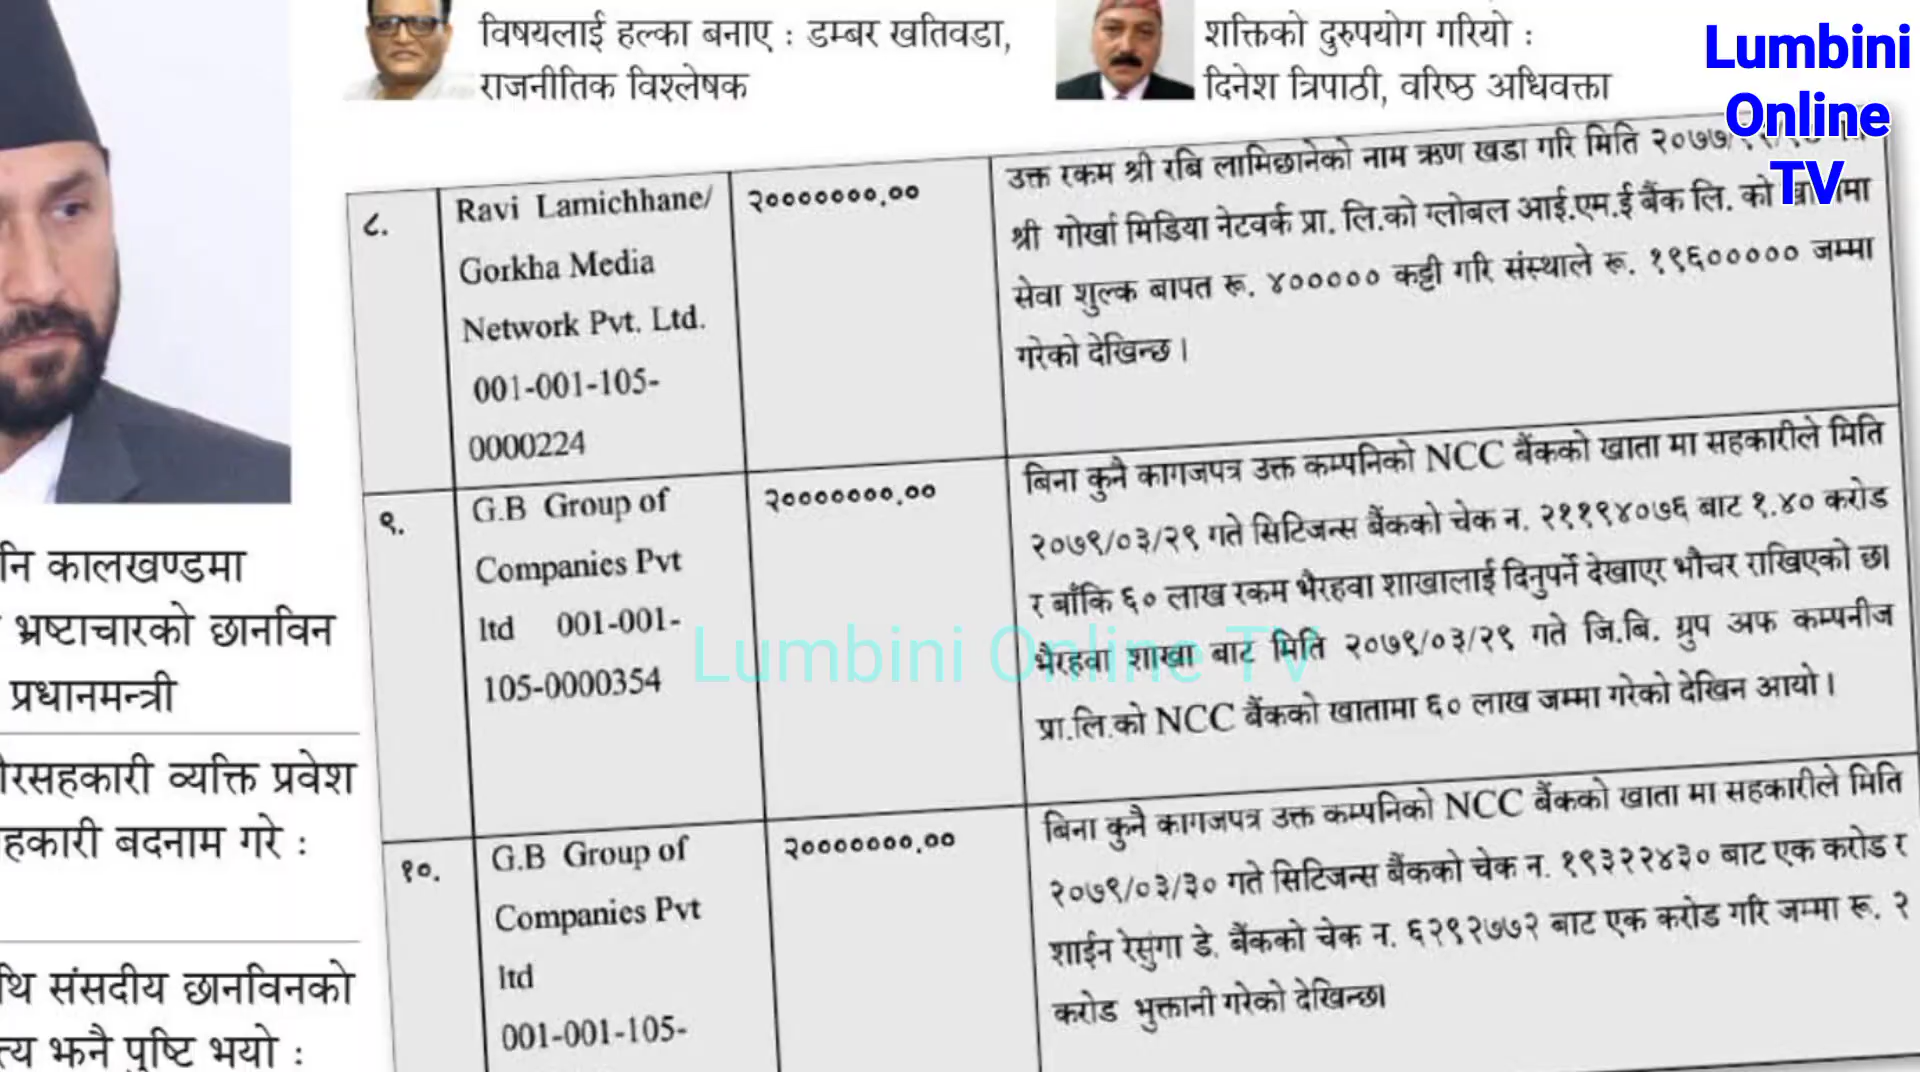 विषयलाई हल्का बनाए : डम्बर खतिवडा,
राजनीतिक विश्लेषक
शक्तिको दुरुपयोग गरियो :
दिनेश त्रिपाठी, वरिष्ठ अधिवक्ता
Lumbini
Online
TV
८.
Ravi Lamichhane/
Gorkha Media
Network Pvt. Ltd.
001-001-105-
0000224
२०००००००.००
उक्त रकम श्री रबि लामिछानेको नाम ऋण खडा गरि मिति २०७७/
श्री गोर्खा मिडिया नेटवर्क प्रा. लि.को ग्लोबल आई.एम.ई बैंक लि. को
सेवा शुल्क बापत रू. ४००००० कट्टी गरि संस्थाले रू. १९६००००० जम्मा
गरेको देखिन्छ ।
९.
G.B Group of
Companies Pvt
ltd 001-001-
105-0000354
२०००००००.००
बिना कुनै कागजपत्र उक्त कम्पनिको NCC बैंकको खाता मा सहकारीले मिति
२०७९/०३/२९ गते सिटिजन्स बैंकको चेक न. २११९४०७६ बाट १.४० करोड
र बाँकि ६० लाख रकम भैरहवा शाखालाई दिनुपर्ने देखाएर भौचर राखिएको छ।
भैरहवा शाखा बाट मिति २०७९/०३/२९ गते जि.बि. ग्रुप अफ कम्पनीज
प्रा.लि.को NCC बैंकको खातामा ६० लाख जम्मा गरेको देखिन आयो ।
१०.
G.B Group of
Companies Pvt
ltd
001-001-105-
२०००००००.००
बिना कुनै कागजपत्र उक्त कम्पनिको NCC बैंकको खाता मा सहकारीले मिति
२०७९/०३/३० गते सिटिजन्स बैंकको चेक न. १९३२२४३० बाट एक करोड र
शाईन रेसुंगा डे. बैंकको चेक न. ६२९२७७२ बाट एक करोड गरि जम्मा रू. २
करोड भुक्तानी गरेको देखिन्छ।
Lumbini Online TV
नि कालखण्डमा
भ्रष्टाचारको छानविन
प्रधानमन्त्री
रसहकारी व्यक्ति प्रवेश
हकारी बदनाम गरे :
थि संसदीय छानविनको
त्य झनै पुष्टि भयो :